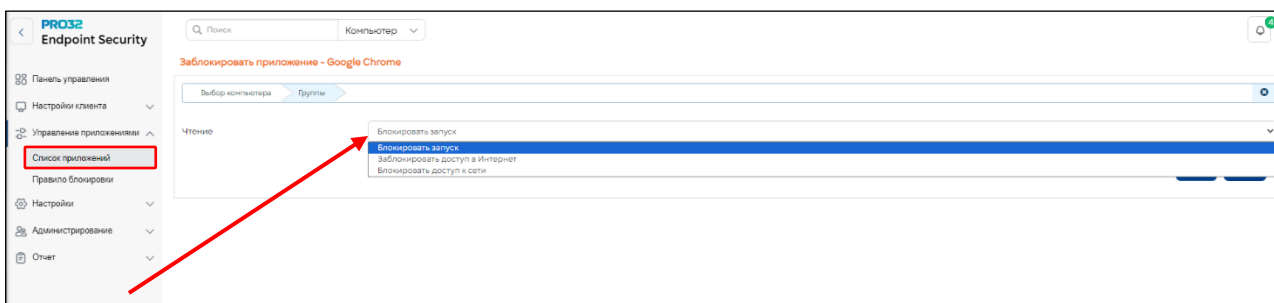 PRO32
Endpoint Security
Поиск
Компьютер
4
Заблокировать приложение - Google Chrome
Панель управления
Выбор компьютера
Группы
Настройки клиента
Управление приложениями
Чтение
Блокировать запуск
Блокировать запуск
Список приложений
Заблокировать доступ в Интернет
Блокировать доступ к сети
Правило блокировки
Настройки
Администрирование
Отчет